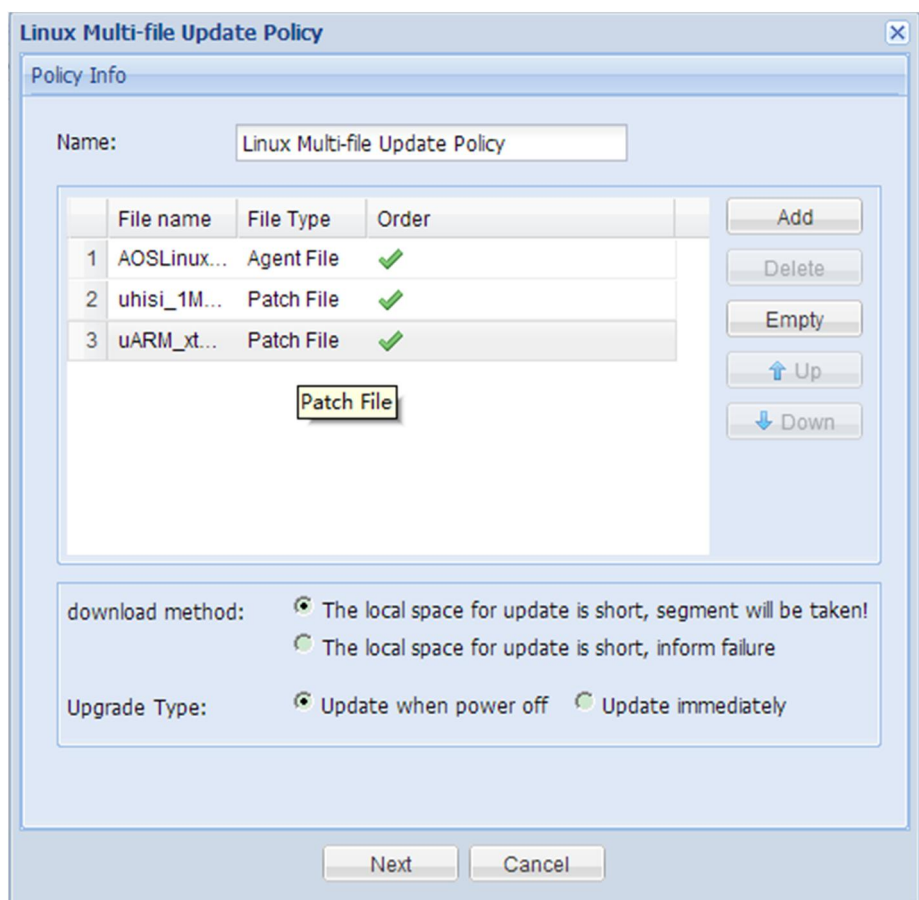 Linux Multi-file Update Policy
Policy Info
Name: Linux Multi-file Update Policy
File name File Type Order
1 AOSLinux... Agent File
2 uhisi_1M... Patch File
3 uARM_xt... Patch File
Patch File
Add
Delete
Empty
Up
Down
download method: The local space for update is short, segment will be taken!
The local space for update is short, inform failure
Upgrade Type: Update when power off Update immediately
Next Cancel